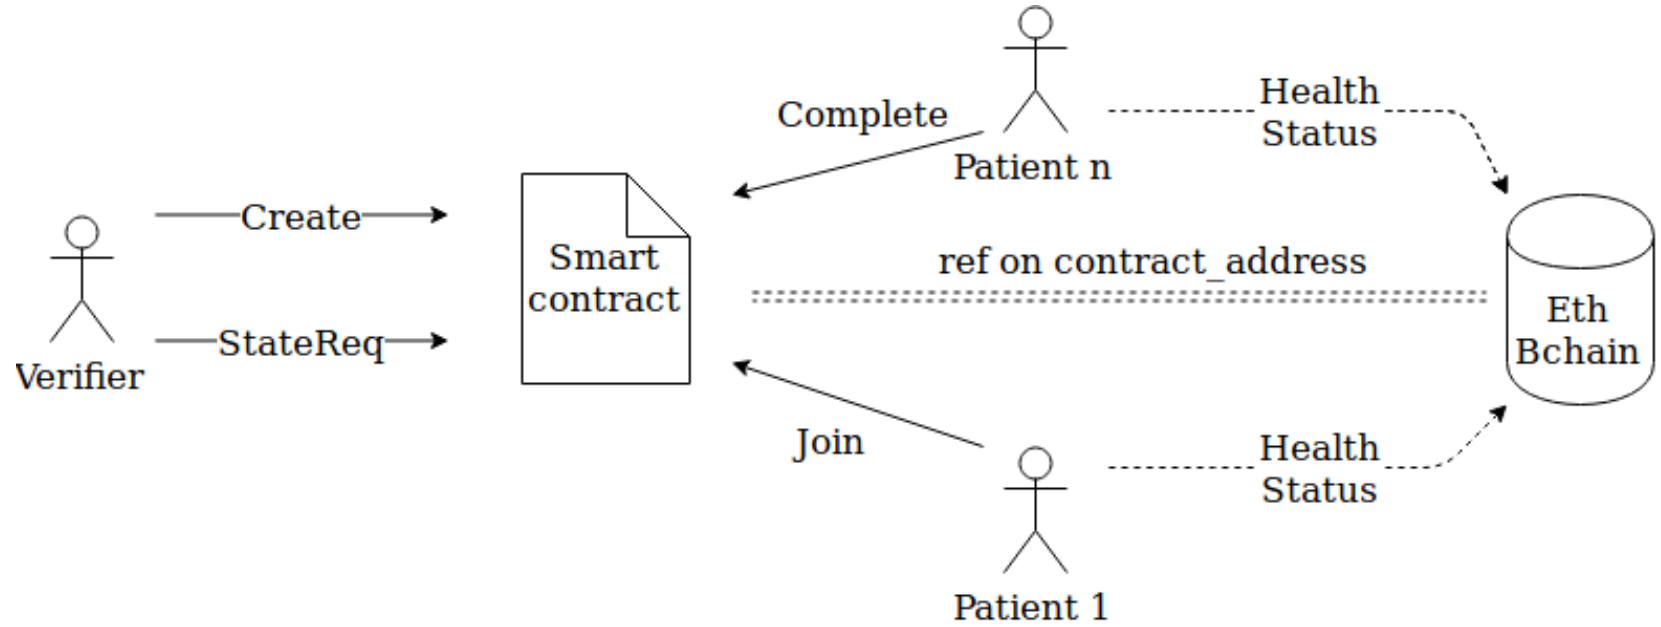 Complete
Patient n
Health
Status
Create
StateReq
Verifier
Smart
contract
ref on contract_address
Eth
Bchain
Join
Health
Status
Patient 1